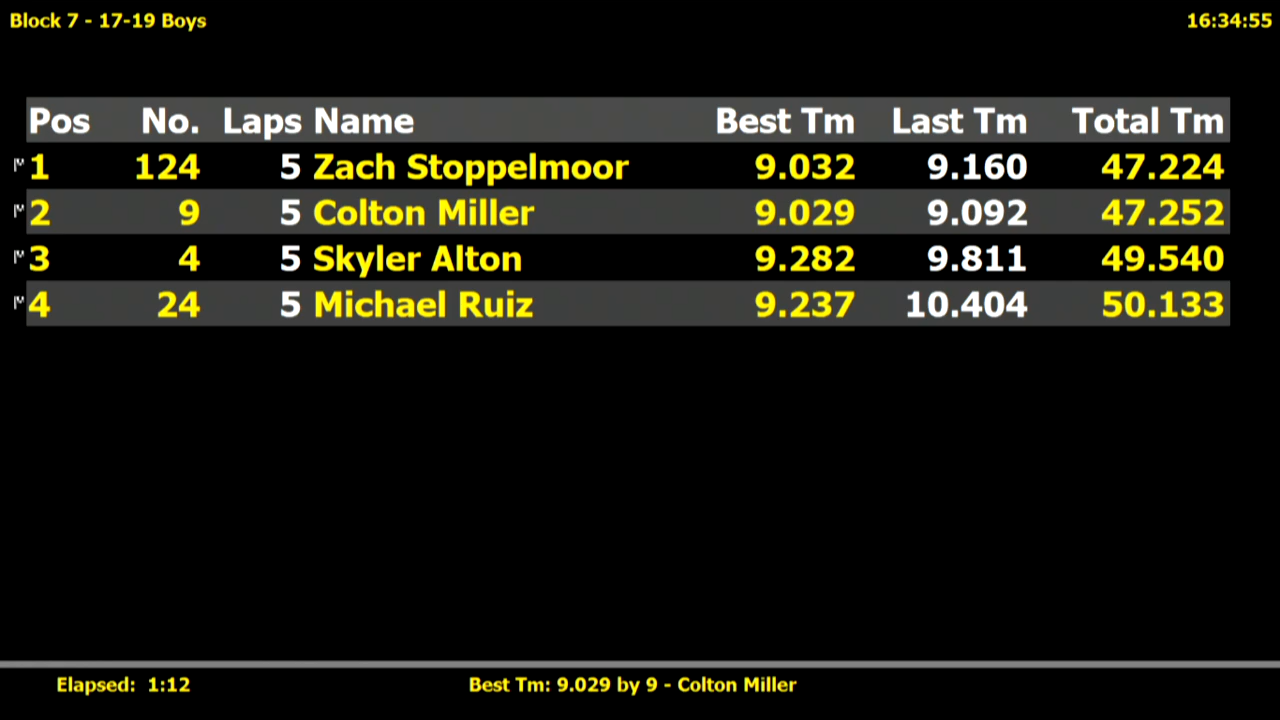 Block 7 - 17-19 Boys 16:34:55
Pos No. Laps Name Best Tm Last Tm Total Tm
1 124 5 Zach Stoppelmoor 9.032 9.160 47.224
2 9 5 Colton Miller 9.029 9.092 47.252
3 4 5 Skyler Alton 9.282 9.811 49.540
4 24 5 Michael Ruiz 9.237 10.404 50.133
Elapsed: 1:12 Best Tm: 9.029 by 9 - Colton Miller